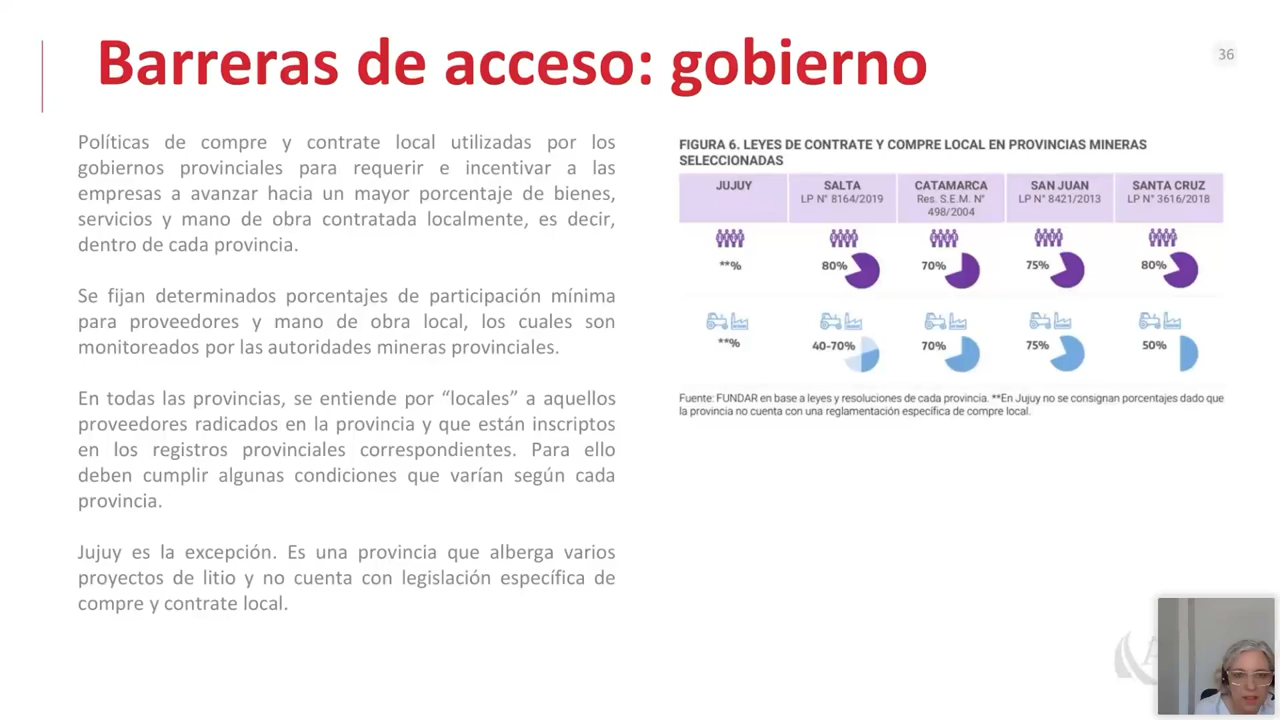 Barreras de acceso: gobierno
36
Políticas de compre y contrate local utilizadas por los
gobiernos provinciales para requerir e incentivar a las
empresas a avanzar hacia un mayor porcentaje de bienes,
servicios y mano de obra contratada localmente, es decir,
dentro de cada provincia.
Se fijan determinados porcentajes de participación mínima
para proveedores y mano de obra local, los cuales son
monitoreados por las autoridades mineras provinciales.
En todas las provincias, se entiende por “locales” a aquellos
proveedores radicados en la provincia y que están inscriptos
en los registros provinciales correspondientes. Para ello
deben cumplir algunas condiciones que varían según cada
provincia.
Jujuy es la excepción. Es una provincia que alberga varios
proyectos de litio y no cuenta con legislación específica de
compre y contrate local.
FIGURA 6. LEYES DE CONTRATE Y COMPRE LOCAL EN PROVINCIAS MINERAS
SELECCIONADAS
JUJUY SALTA CATAMARCA SAN JUAN SANTA CRUZ
LP N° 8164/2019 Res. S.E.M. N° LP N° 8421/2013 LP N° 3616/2018
498/2004
**% 80% 70% 75% 80%
**% 40-70% 70% 75% 50%
Fuente: FUNDAR en base a leyes y resoluciones de cada provincia. **En Jujuy no se consignan porcentajes dado que
la provincia no cuenta con una reglamentación específica de compre local.